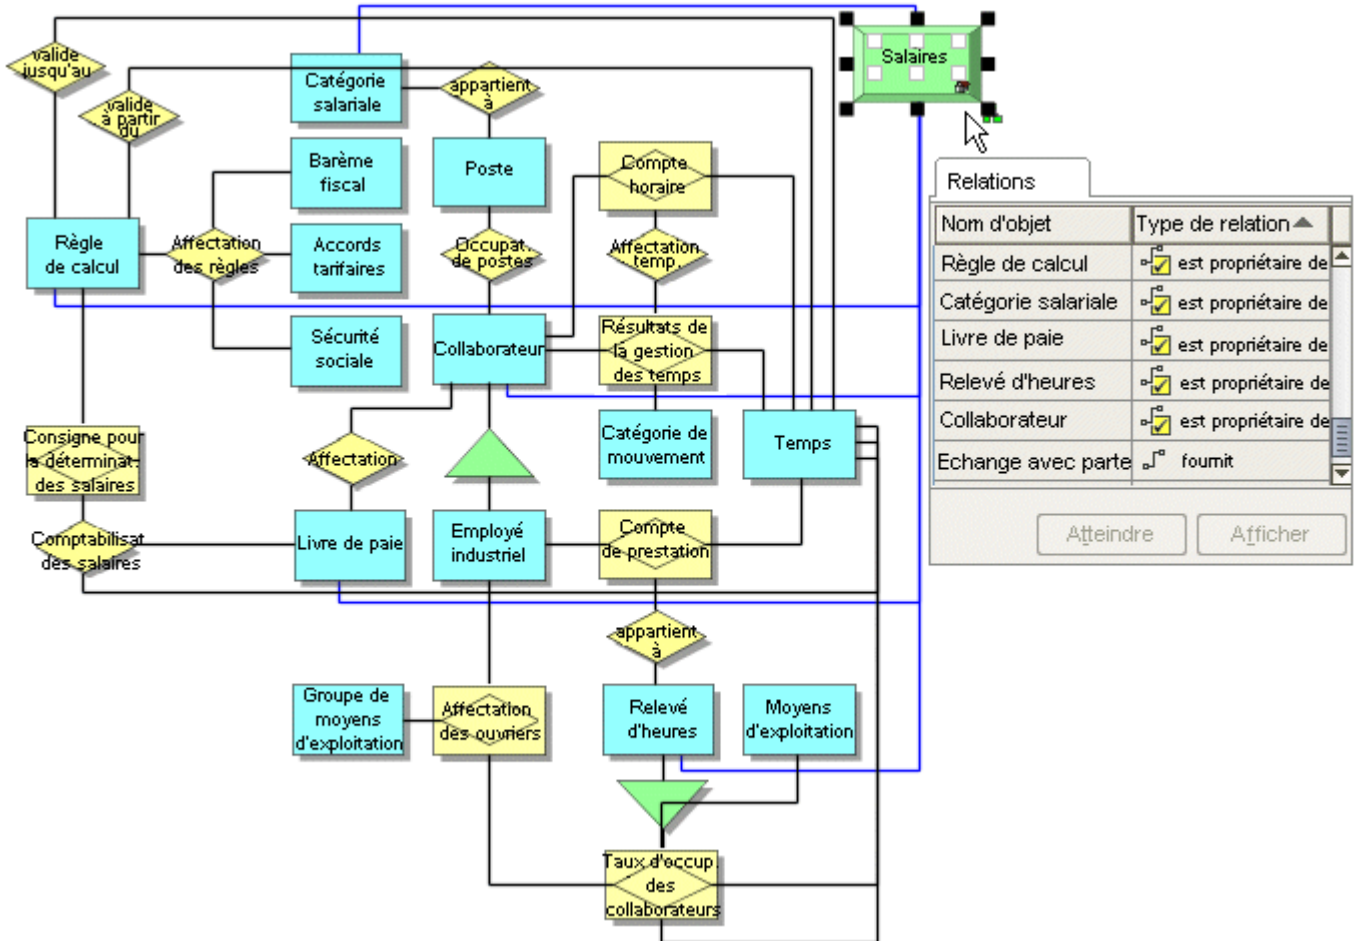 valide
jusqu'au
valide
à partir
du
Catégorie
salariale
appartient
à
Salaires
Barème
fiscal
Poste
Compte
horaire
Relations
Nom d'objet
Type de relation
Règle de calcul
est propriétaire de
Catégorie salariale
est propriétaire de
Livre de paie
est propriétaire de
Relevé d'heures
est propriétaire de
Collaborateur
est propriétaire de
Echange avec parte
fournit
Atteindre
Afficher
Règle
de calcul
Affectation
des règles
Accords
tarifaires
Occupat.
de postes
Affectation
temp.
Sécurité
sociale
Collaborateur
Résultats de
la gestion
des temps
Consigne pour
la déterminat.
des salaires
Affectation
Catégorie de
mouvement
Temps
Comptabilisat.
des salaires
Livre de paie
Employé
industriel
Compte
de prestation
appartient
à
Groupe de
moyens
d'exploitation
Affectation
des ouvriers
Relevé
d'heures
Moyens
d'exploitation
Taux d'occup.
des
collaborateurs